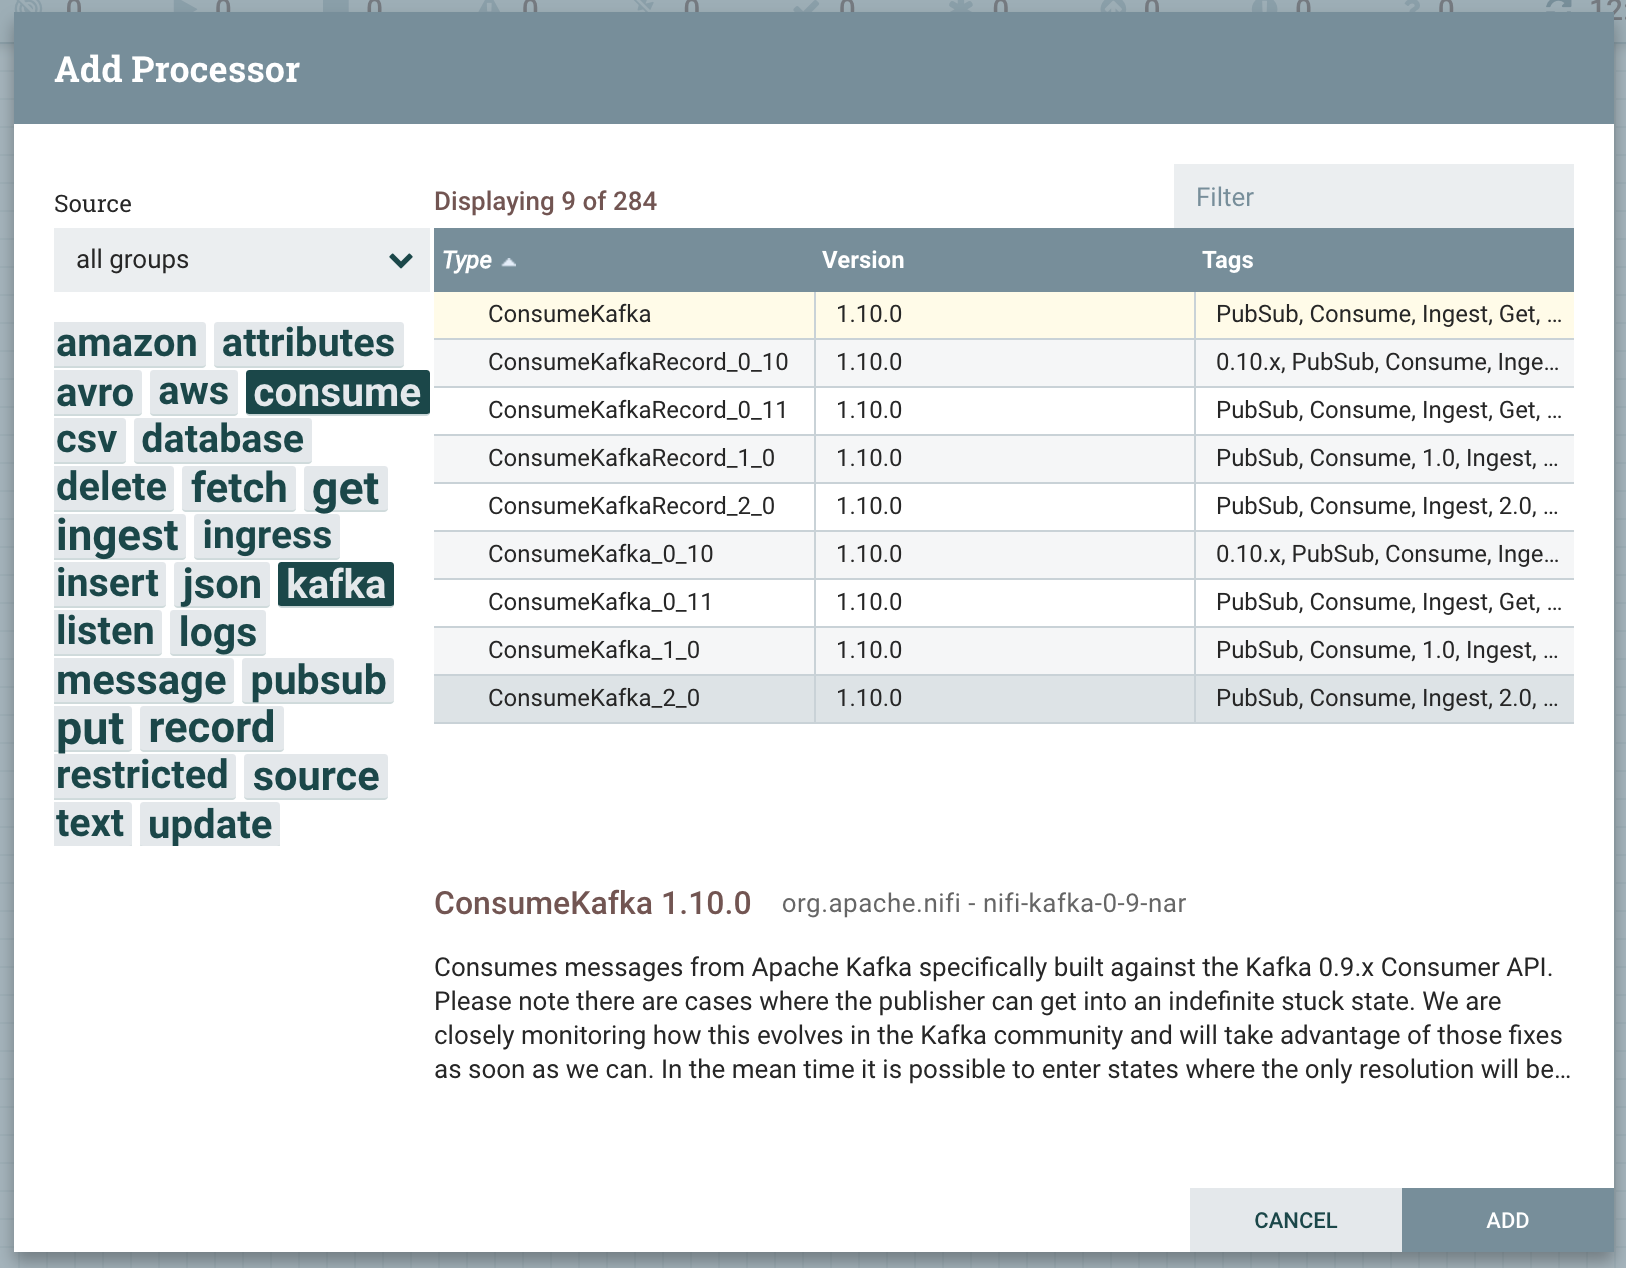 0 0 0 0 0 0 0 0 0 0
Add Processor
Source
Displaying 9 of 284
Filter
all groups
Type Version Tags
ConsumeKafka 1.10.0 PubSub, Consume, Ingest, Get, ...
ConsumeKafkaRecord_0_10 1.10.0 0.10.x, PubSub, Consume, Inge...
ConsumeKafkaRecord_0_11 1.10.0 PubSub, Consume, Ingest, Get, ...
ConsumeKafkaRecord_1_0 1.10.0 PubSub, Consume, 1.0, Ingest, ...
ConsumeKafkaRecord_2_0 1.10.0 PubSub, Consume, Ingest, 2.0, ...
ConsumeKafka_0_10 1.10.0 0.10.x, PubSub, Consume, Inge...
ConsumeKafka_0_11 1.10.0 PubSub, Consume, Ingest, Get, ...
ConsumeKafka_1_0 1.10.0 PubSub, Consume, 1.0, Ingest, ...
ConsumeKafka_2_0 1.10.0 PubSub, Consume, Ingest, 2.0, ...
amazon attributes
avro aws consume
csv database
delete fetch get
ingest ingress
insert json kafka
listen logs
message pubsub
put record
restricted source
text update
ConsumeKafka 1.10.0 org.apache.nifi - nifi-kafka-0-9-nar
Consumes messages from Apache Kafka specifically built against the Kafka 0.9.x Consumer API.
Please note there are cases where the publisher can get into an indefinite stuck state. We are
closely monitoring how this evolves in the Kafka community and will take advantage of those fixes
as soon as we can. In the mean time it is possible to enter states where the only resolution will be...
CANCEL ADD